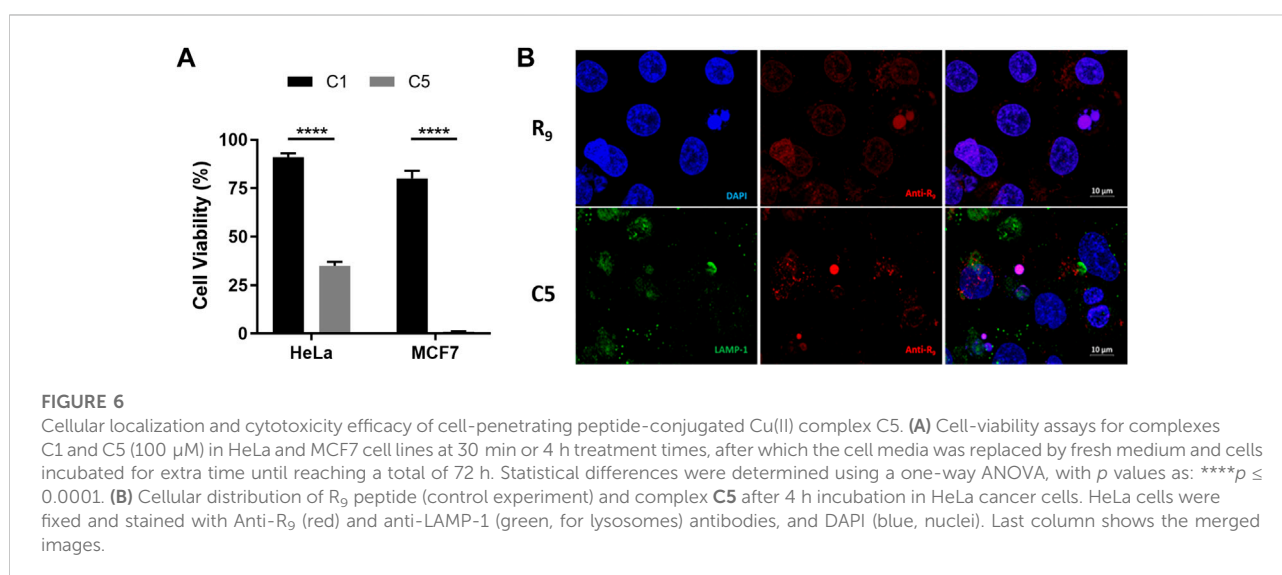 A
C1 C5
**** ****
100
75
50
25
0
Cell Viability (%)
HeLa MCF7
B
R₉
DAPI
Anti-R₉
10 μm
C5
LAMP-1
Anti-R₉
10 μm
FIGURE 6
Cellular localization and cytotoxicity efficacy of cell-penetrating peptide-conjugated Cu(II) complex C5. (A) Cell-viability assays for complexes
C1 and C5 (100 μM) in HeLa and MCF7 cell lines at 30 min or 4 h treatment times, after which the cell media was replaced by fresh medium and cells
incubated for extra time until reaching a total of 72 h. Statistical differences were determined using a one-way ANOVA, with p values as: ****p ≤
0.0001. (B) Cellular distribution of R₉ peptide (control experiment) and complex C5 after 4 h incubation in HeLa cancer cells. HeLa cells were
fixed and stained with Anti-R₉ (red) and anti-LAMP-1 (green, for lysosomes) antibodies, and DAPI (blue, nuclei). Last column shows the merged
images.